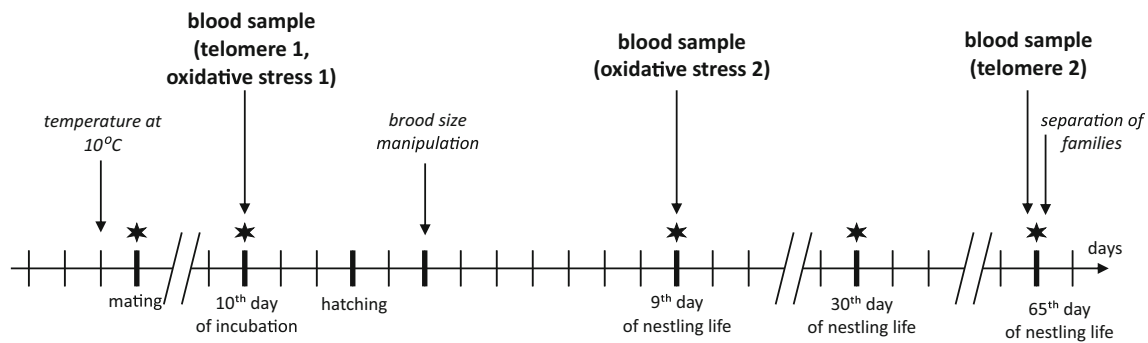 blood sample
(telomere 1,
oxidative stress 1)
blood sample
(oxidative stress 2)
blood sample
(telomere 2)
temperature at
10°C
brood size
manipulation
separation of
families
days
mating
10th day
of incubation
hatching
9th day
of nestling life
30th day
of nestling life
65th day
of nestling life